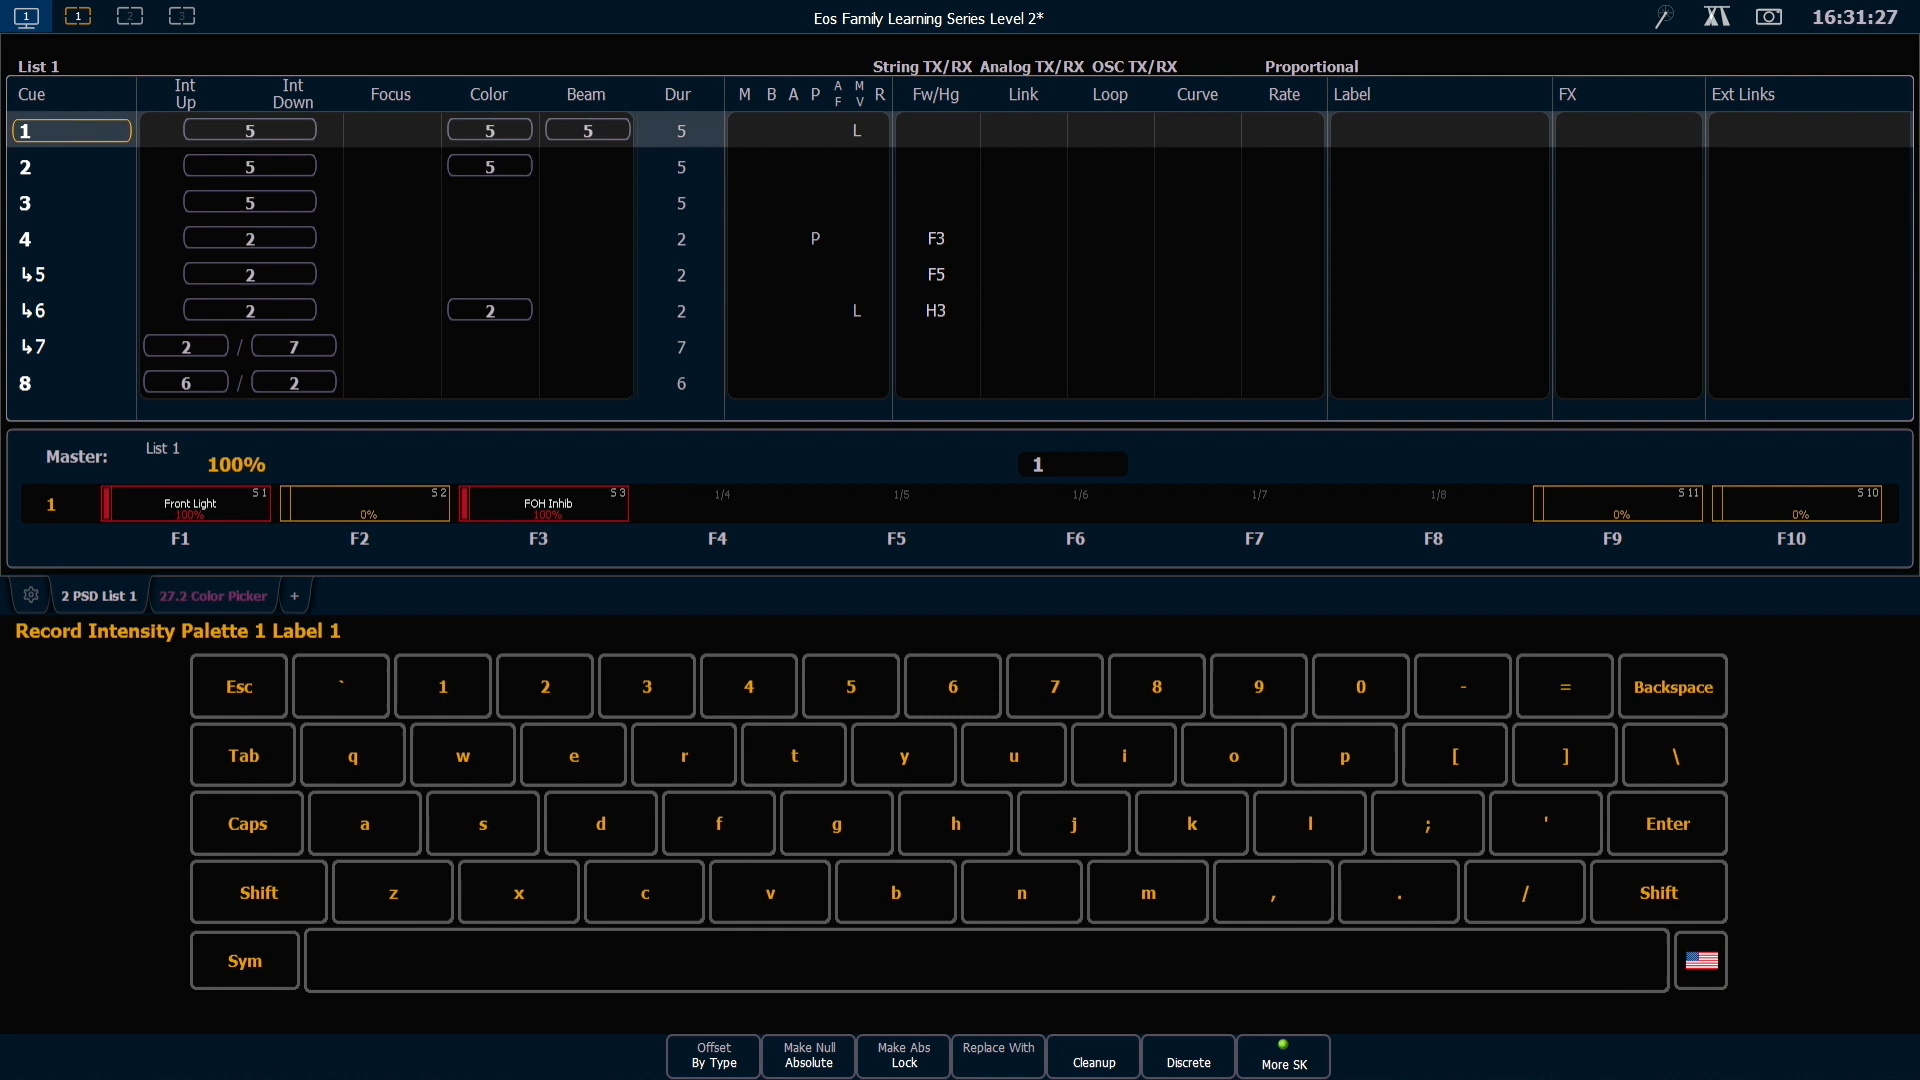 1 1 2 3 Eos Family Learning Series Level 2* 16:31:27
List 1 String TX/RX Analog TX/RX OSC TX/RX Proportional
Cue Int Up Int Down Focus Color Beam Dur M B A P AF MV R Fw/Hg Link Loop Curve Rate Label FX Ext Links
1 5 5 5 5 L
2 5 5 5
3 5 5
4 2 2 P F3
↳5 2 2 F5
↳6 2 2 2 L H3
↳7 2 / 7 7
8 6 / 2 6
Master: List 1 100% 1
1 Front Light 100% S 1 0% S 2 FOH Inhib 100% S 3 1/4 1/5 1/6 1/7 1/8 0% S 11 0% S 10
F1 F2 F3 F4 F5 F6 F7 F8 F9 F10
2 PSD List 1 27.2 Color Picker +
Record Intensity Palette 1 Label 1
Esc ` 1 2 3 4 5 6 7 8 9 0 - = Backspace
Tab q w e r t y u i o p [ ] \
Caps a s d f g h j k l ; ' Enter
Shift z x c v b n m , . / Shift
Sym
Offset Make Null Make Abs Replace With
By Type Absolute Lock Cleanup Discrete More SK